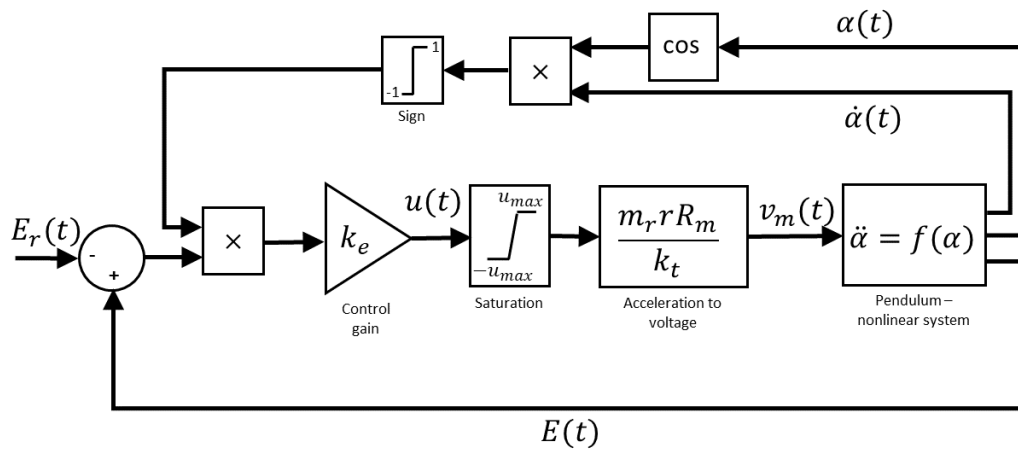 α(t)
cos
×
1
-1
Sign
α̇(t)
E_r(t)
-
+
×
k_e
Control
gain
u(t)
u_max
−u_max
Saturation
m_r r R_m
k_t
Acceleration to
voltage
v_m(t)
α̈ = f(α)
Pendulum –
nonlinear system
E(t)